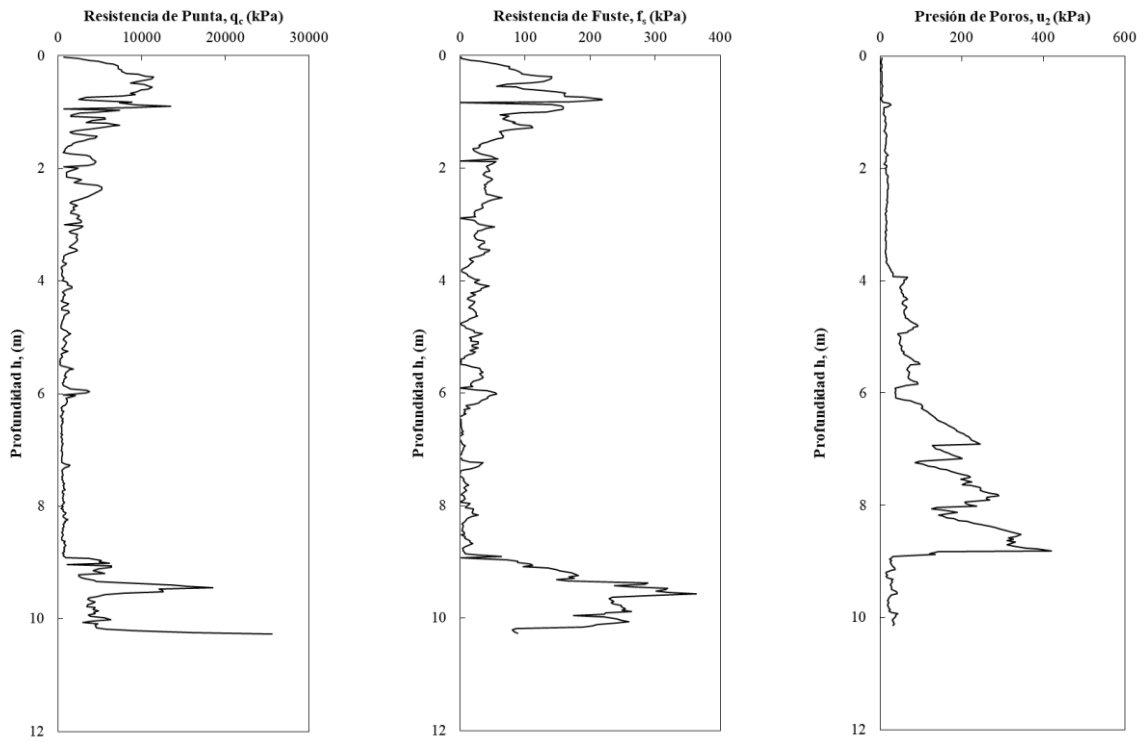 Resistencia de Punta, qc (kPa)
0 10000 20000 30000
0
2
4
6
8
10
12
Profundidad h, (m)
Resistencia de Fuste, fs (kPa)
0 100 200 300 400
0
2
4
6
8
10
12
Profundidad h, (m)
Presión de Poros, u2 (kPa)
0 200 400 600
0
2
4
6
8
10
12
Profundidad h, (m)